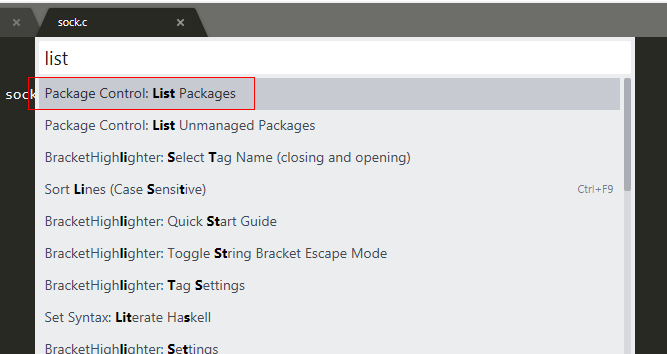 sock.c
list
sock
Package Control: List Packages
Package Control: List Unmanaged Packages
BracketHighlighter: Select Tag Name (closing and opening)
Sort Lines (Case Sensitive) Ctrl+F9
BracketHighlighter: Quick Start Guide
BracketHighlighter: Toggle String Bracket Escape Mode
BracketHighlighter: Tag Settings
Set Syntax: Literate Haskell
BracketHighlighter: Settings